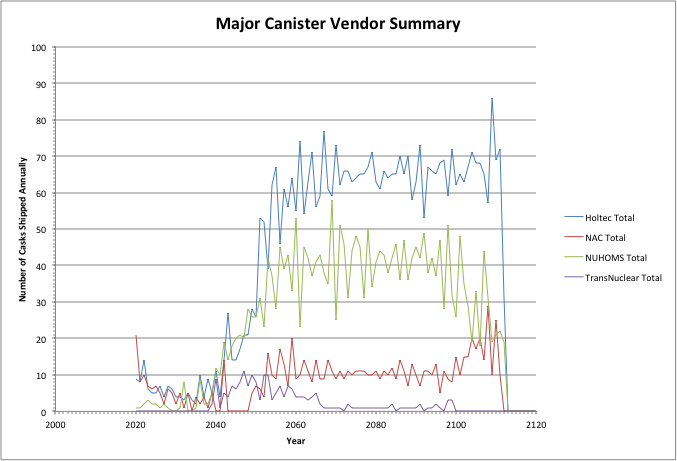 Major Canister Vendor Summary
100
90
80
70
60
50
40
30
20
10
0
Number of Casks Shipped Annually
2000
2020
2040
2060
2080
2100
2120
Year
Holtec Total
NAC Total
NUHOMS Total
TransNuclear Total